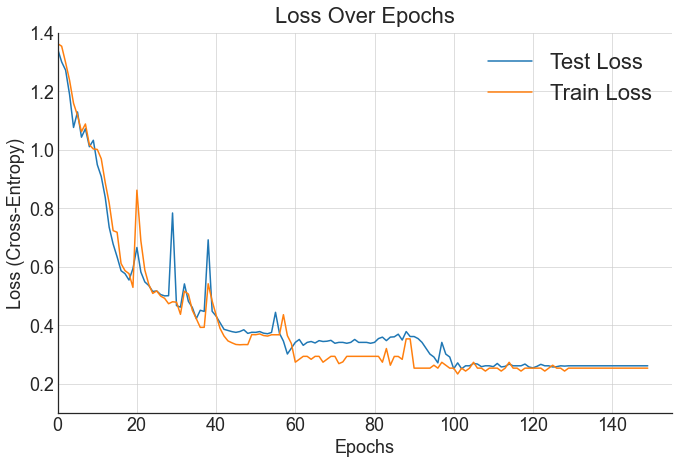 Loss Over Epochs
Test Loss
Train Loss
Loss (Cross-Entropy)
1.4
1.2
1.0
0.8
0.6
0.4
0.2
0 20 40 60 80 100 120 140
Epochs